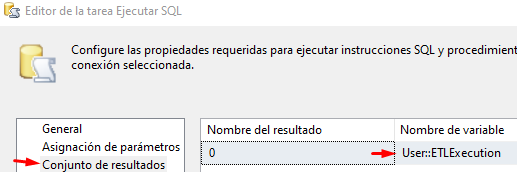 Editor de la tarea Ejecutar SQL
Configure las propiedades requeridas para ejecutar instrucciones SQL y procedimien
conexión seleccionada.
General
Asignación de parámetros
Conjunto de resultados
Nombre del resultado Nombre de variable
0 User::ETLExecution